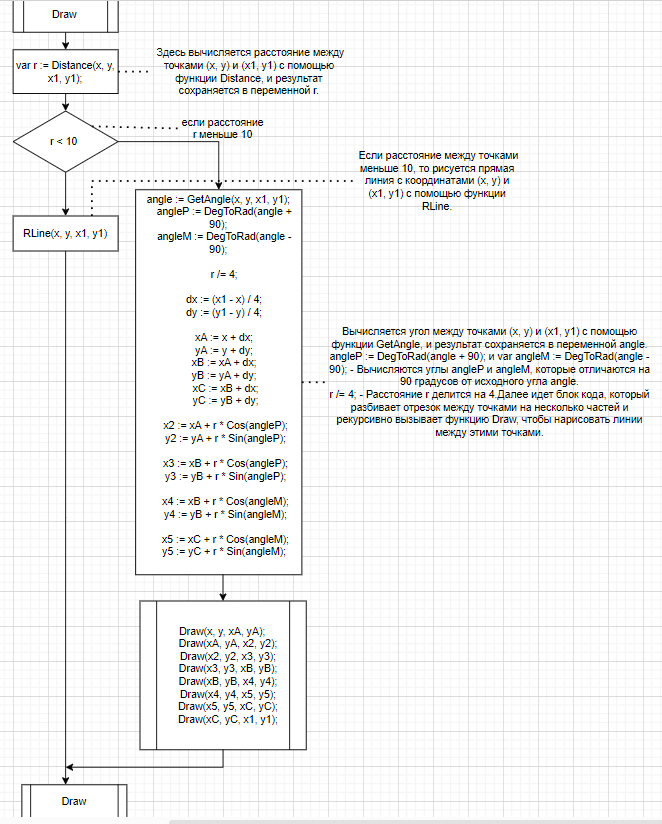 Draw
var r := Distance(x, y,
x1, y1);
Здесь вычисляется расстояние между
точками (x, y) и (x1, y1) с помощью
функции Distance, и результат
сохраняется в переменной r.
r < 10
если расстояние
r меньше 10
Если расстояние между точками
меньше 10, то рисуется прямая
линия с координатами (x, y) и
(x1, y1) с помощью функции
RLine.
RLine(x, y, x1, y1)
angle := GetAngle(x, y, x1, y1);
angleP := DegToRad(angle +
90);
angleM := DegToRad(angle -
90);
r /= 4;
dx := (x1 - x) / 4;
dy := (y1 - y) / 4;
xA := x + dx;
yA := y + dy;
xB := xA + dx;
yB := yA + dy;
xC := xB + dx;
yC := yB + dy;
x2 := xA + r * Cos(angleP);
y2 := yA + r * Sin(angleP);
x3 := xB + r * Cos(angleP);
y3 := yB + r * Sin(angleP);
x4 := xB + r * Cos(angleM);
y4 := yB + r * Sin(angleM);
x5 := xC + r * Cos(angleM);
y5 := yC + r * Sin(angleM);
Вычисляется угол между точками (x, y) и (x1, y1) с помощью
функции GetAngle, и результат сохраняется в переменной angle.
angleP := DegToRad(angle + 90); и var angleM := DegToRad(angle -
90); - Вычисляются углы angleP и angleM, которые отличаются на
90 градусов от исходного угла angle.
r /= 4; - Расстояние r делится на 4.Далее идет блок кода, который
разбивает отрезок между точками на несколько частей и
рекурсивно вызывает функцию Draw, чтобы нарисовать линии
между этими точками.
Draw(x, y, xA, yA);
Draw(xA, yA, x2, y2);
Draw(x2, y2, x3, y3);
Draw(x3, y3, xB, yB);
Draw(xB, yB, x4, y4);
Draw(x4, y4, x5, y5);
Draw(x5, y5, xC, yC);
Draw(xC, yC, x1, y1);
Draw